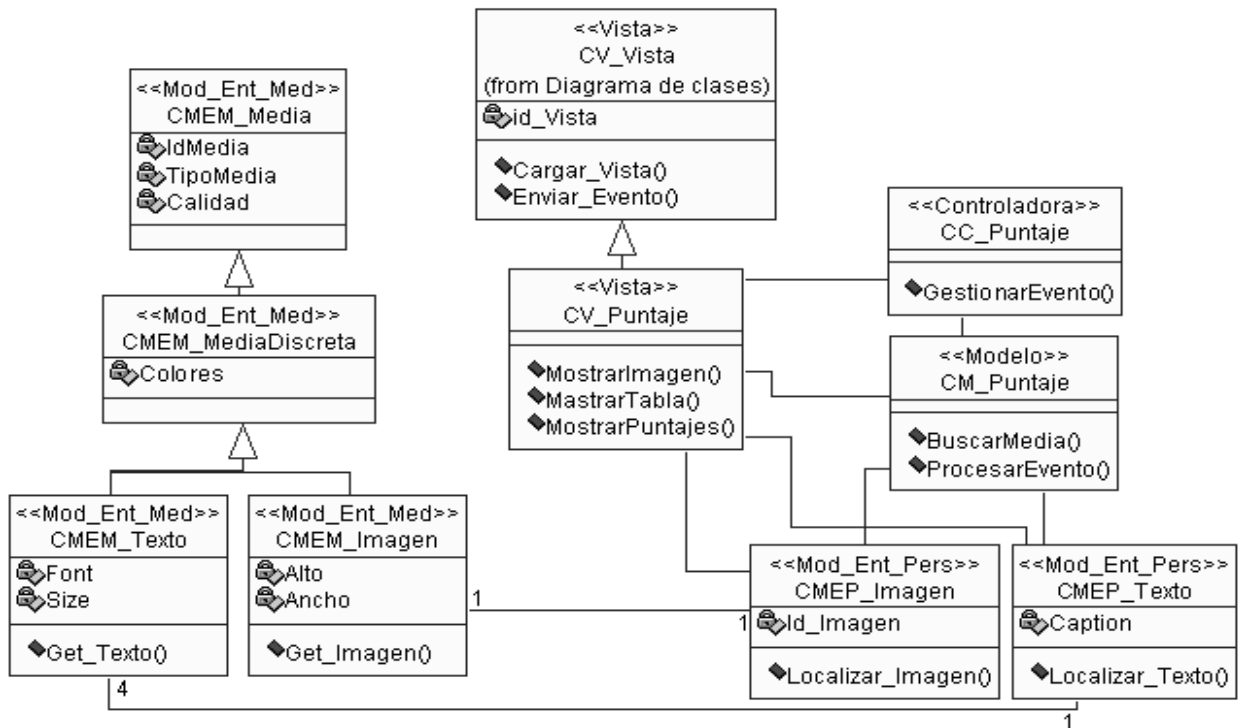 <<Vista>>
CV_Vista
(from Diagrama de clases)
id_Vista
Cargar_Vista()
Enviar_Evento()
<<Mod_Ent_Med>>
CMEM_Media
IdMedia
TipoMedia
Calidad
<<Controladora>>
CC_Puntaje
GestionarEvento()
<<Vista>>
CV_Puntaje
MostrarImagen()
MastrarTabla()
MostrarPuntajes()
<<Mod_Ent_Med>>
CMEM_MediaDiscreta
Colores
<<Modelo>>
CM_Puntaje
BuscarMedia()
ProcesarEvento()
<<Mod_Ent_Med>>
CMEM_Texto
Font
Size
Get_Texto()
<<Mod_Ent_Med>>
CMEM_Imagen
Alto
Ancho
Get_Imagen()
<<Mod_Ent_Pers>>
CMEP_Imagen
Id_Imagen
Localizar_Imagen()
<<Mod_Ent_Pers>>
CMEP_Texto
Caption
Localizar_Texto()
1
1
4
1